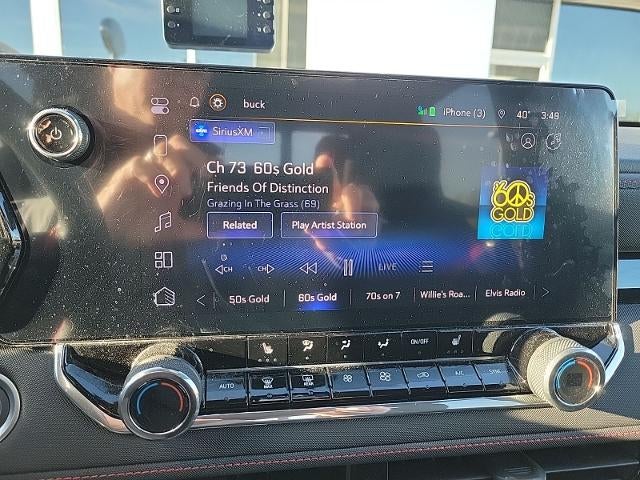 buck
iPhone (3) 40° 3:49
SiriusXM
Ch 73 60s Gold
Friends Of Distinction
Grazing In The Grass (69)
Related Play Artist Station
60s
GOLD
CH CH LIVE
50s Gold 60s Gold 70s on 7 Willie's Roa... Elvis Radio
ON/OFF
AUTO REAR A/C SYNC